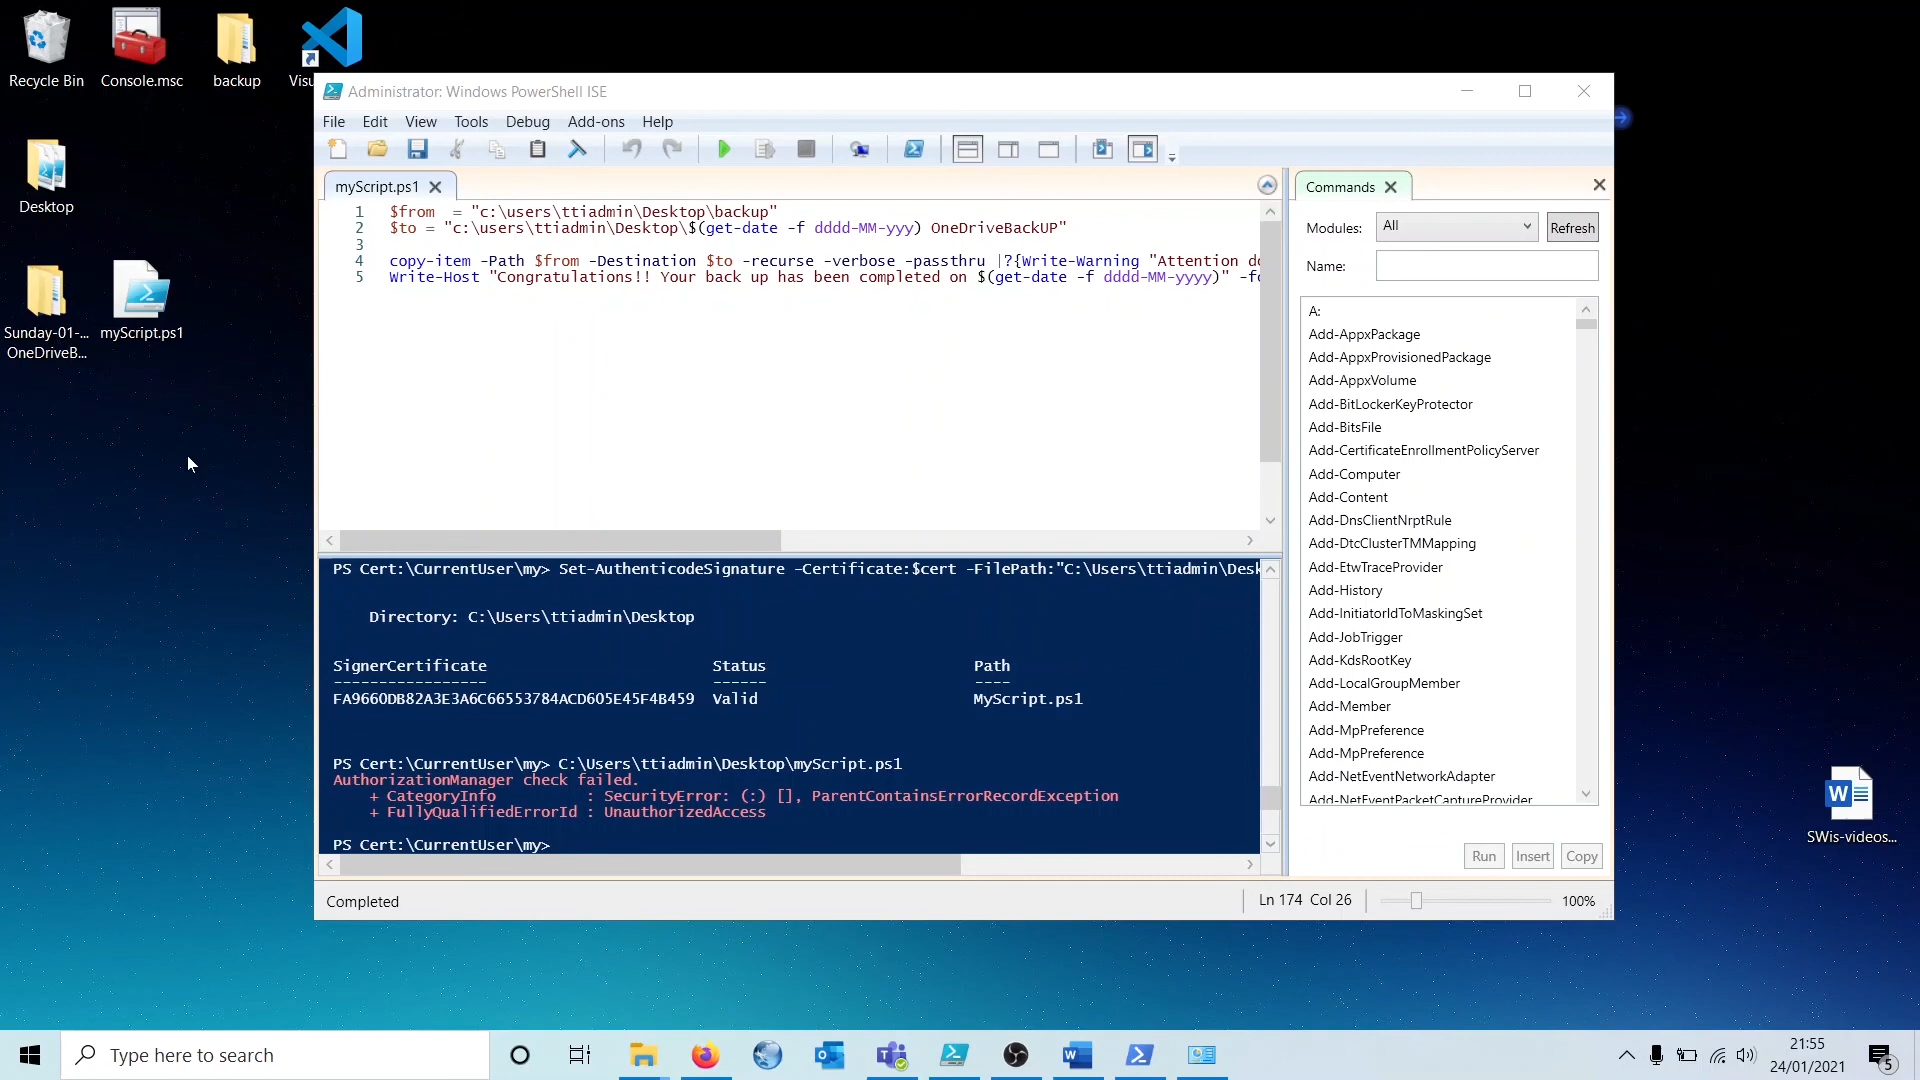 Recycle Bin
Console.msc
backup
Visu
Desktop
Sunday-01-...
OneDriveB...
myScript.ps1
Administrator: Windows PowerShell ISE
File Edit View Tools Debug Add-ons Help
myScript.ps1
1 $from  = "c:\users\ttiadmin\Desktop\backup"
2 $to = "c:\users\ttiadmin\Desktop\$(get-date -f dddd-MM-yyy) OneDriveBackUP"
3
4 copy-item -Path $from -Destination $to -recurse -verbose -passthru |?{Write-Warning "Attention do
5 Write-Host "Congratulations!! Your back up has been completed on $(get-date -f dddd-MM-yyyy)" -fo
PS Cert:\CurrentUser\my> Set-AuthenticodeSignature -Certificate:$cert -FilePath:"C:\Users\ttiadmin\Desk
Directory: C:\Users\ttiadmin\Desktop
SignerCertificate Status Path
----------------- ------ ----
FA9660DB82A3E3A6C66553784ACD605E45F4B459 Valid MyScript.ps1
PS Cert:\CurrentUser\my> C:\Users\ttiadmin\Desktop\myScript.ps1
AuthorizationManager check failed.
+ CategoryInfo : SecurityError: (:) [], ParentContainsErrorRecordException
+ FullyQualifiedErrorId : UnauthorizedAccess
PS Cert:\CurrentUser\my>
Commands
Modules: All Refresh
Name:
A:
Add-AppxPackage
Add-AppxProvisionedPackage
Add-AppxVolume
Add-BitLockerKeyProtector
Add-BitsFile
Add-CertificateEnrollmentPolicyServer
Add-Computer
Add-Content
Add-DnsClientNrptRule
Add-DtcClusterTMMapping
Add-EtwTraceProvider
Add-History
Add-InitiatorIdToMaskingSet
Add-JobTrigger
Add-KdsRootKey
Add-LocalGroupMember
Add-Member
Add-MpPreference
Add-MpPreference
Add-NetEventNetworkAdapter
Add-NetEventPacketCaptureProvider
Run Insert Copy
Completed
Ln 174 Col 26
100%
SWis-videos...
Type here to search
21:55
24/01/2021
5